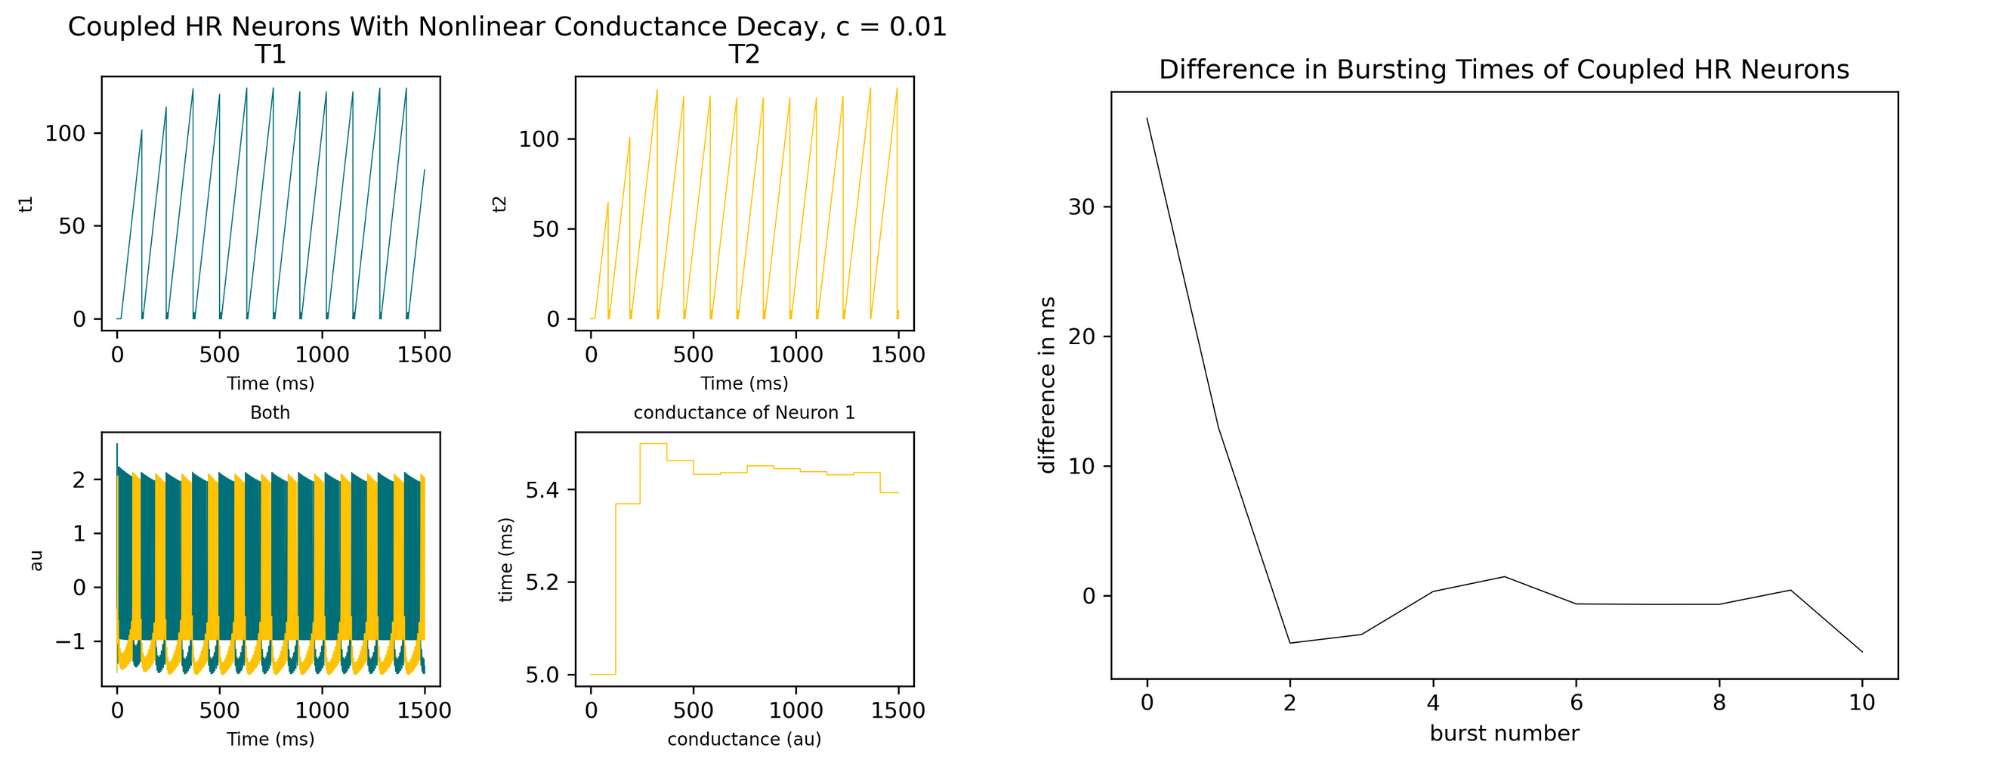 Coupled HR Neurons With Nonlinear Conductance Decay, c = 0.01
T1
100
50
0
t1
0 500 1000 1500
Time (ms)
T2
100
50
0
t2
0 500 1000 1500
Time (ms)
Both
2
1
0
−1
au
0 500 1000 1500
Time (ms)
conductance of Neuron 1
5.4
5.2
5.0
time (ms)
0 500 1000 1500
conductance (au)
Difference in Bursting Times of Coupled HR Neurons
30
20
10
0
difference in ms
0 2 4 6 8 10
burst number